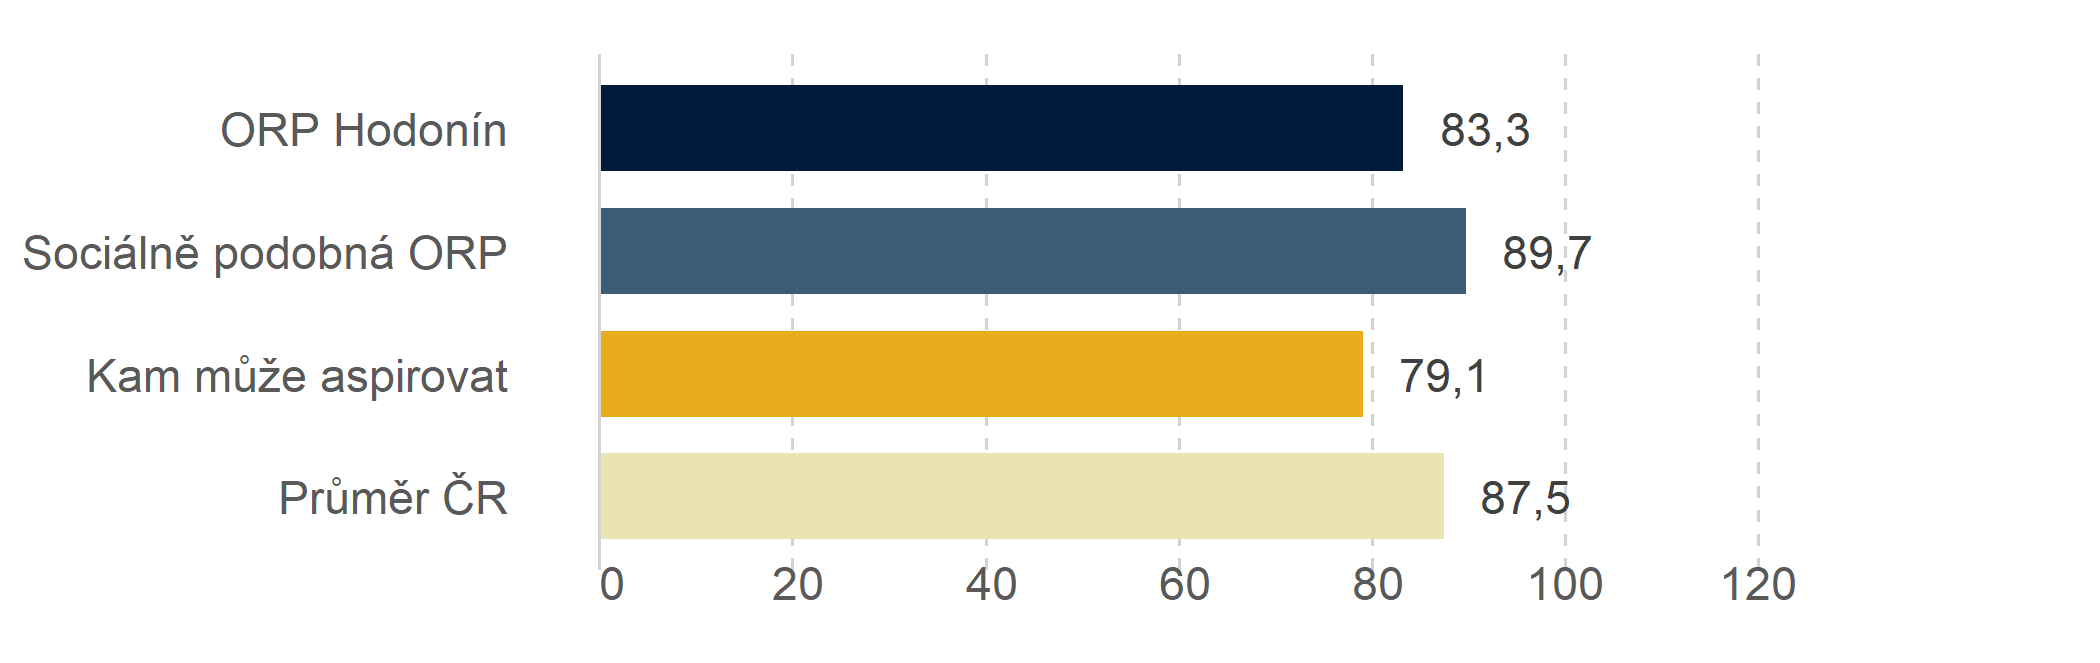 ORP Hodonín 83,3
Sociálně podobná ORP 89,7
Kam může aspirovat 79,1
Průměr ČR 87,5
0 20 40 60 80 100 120